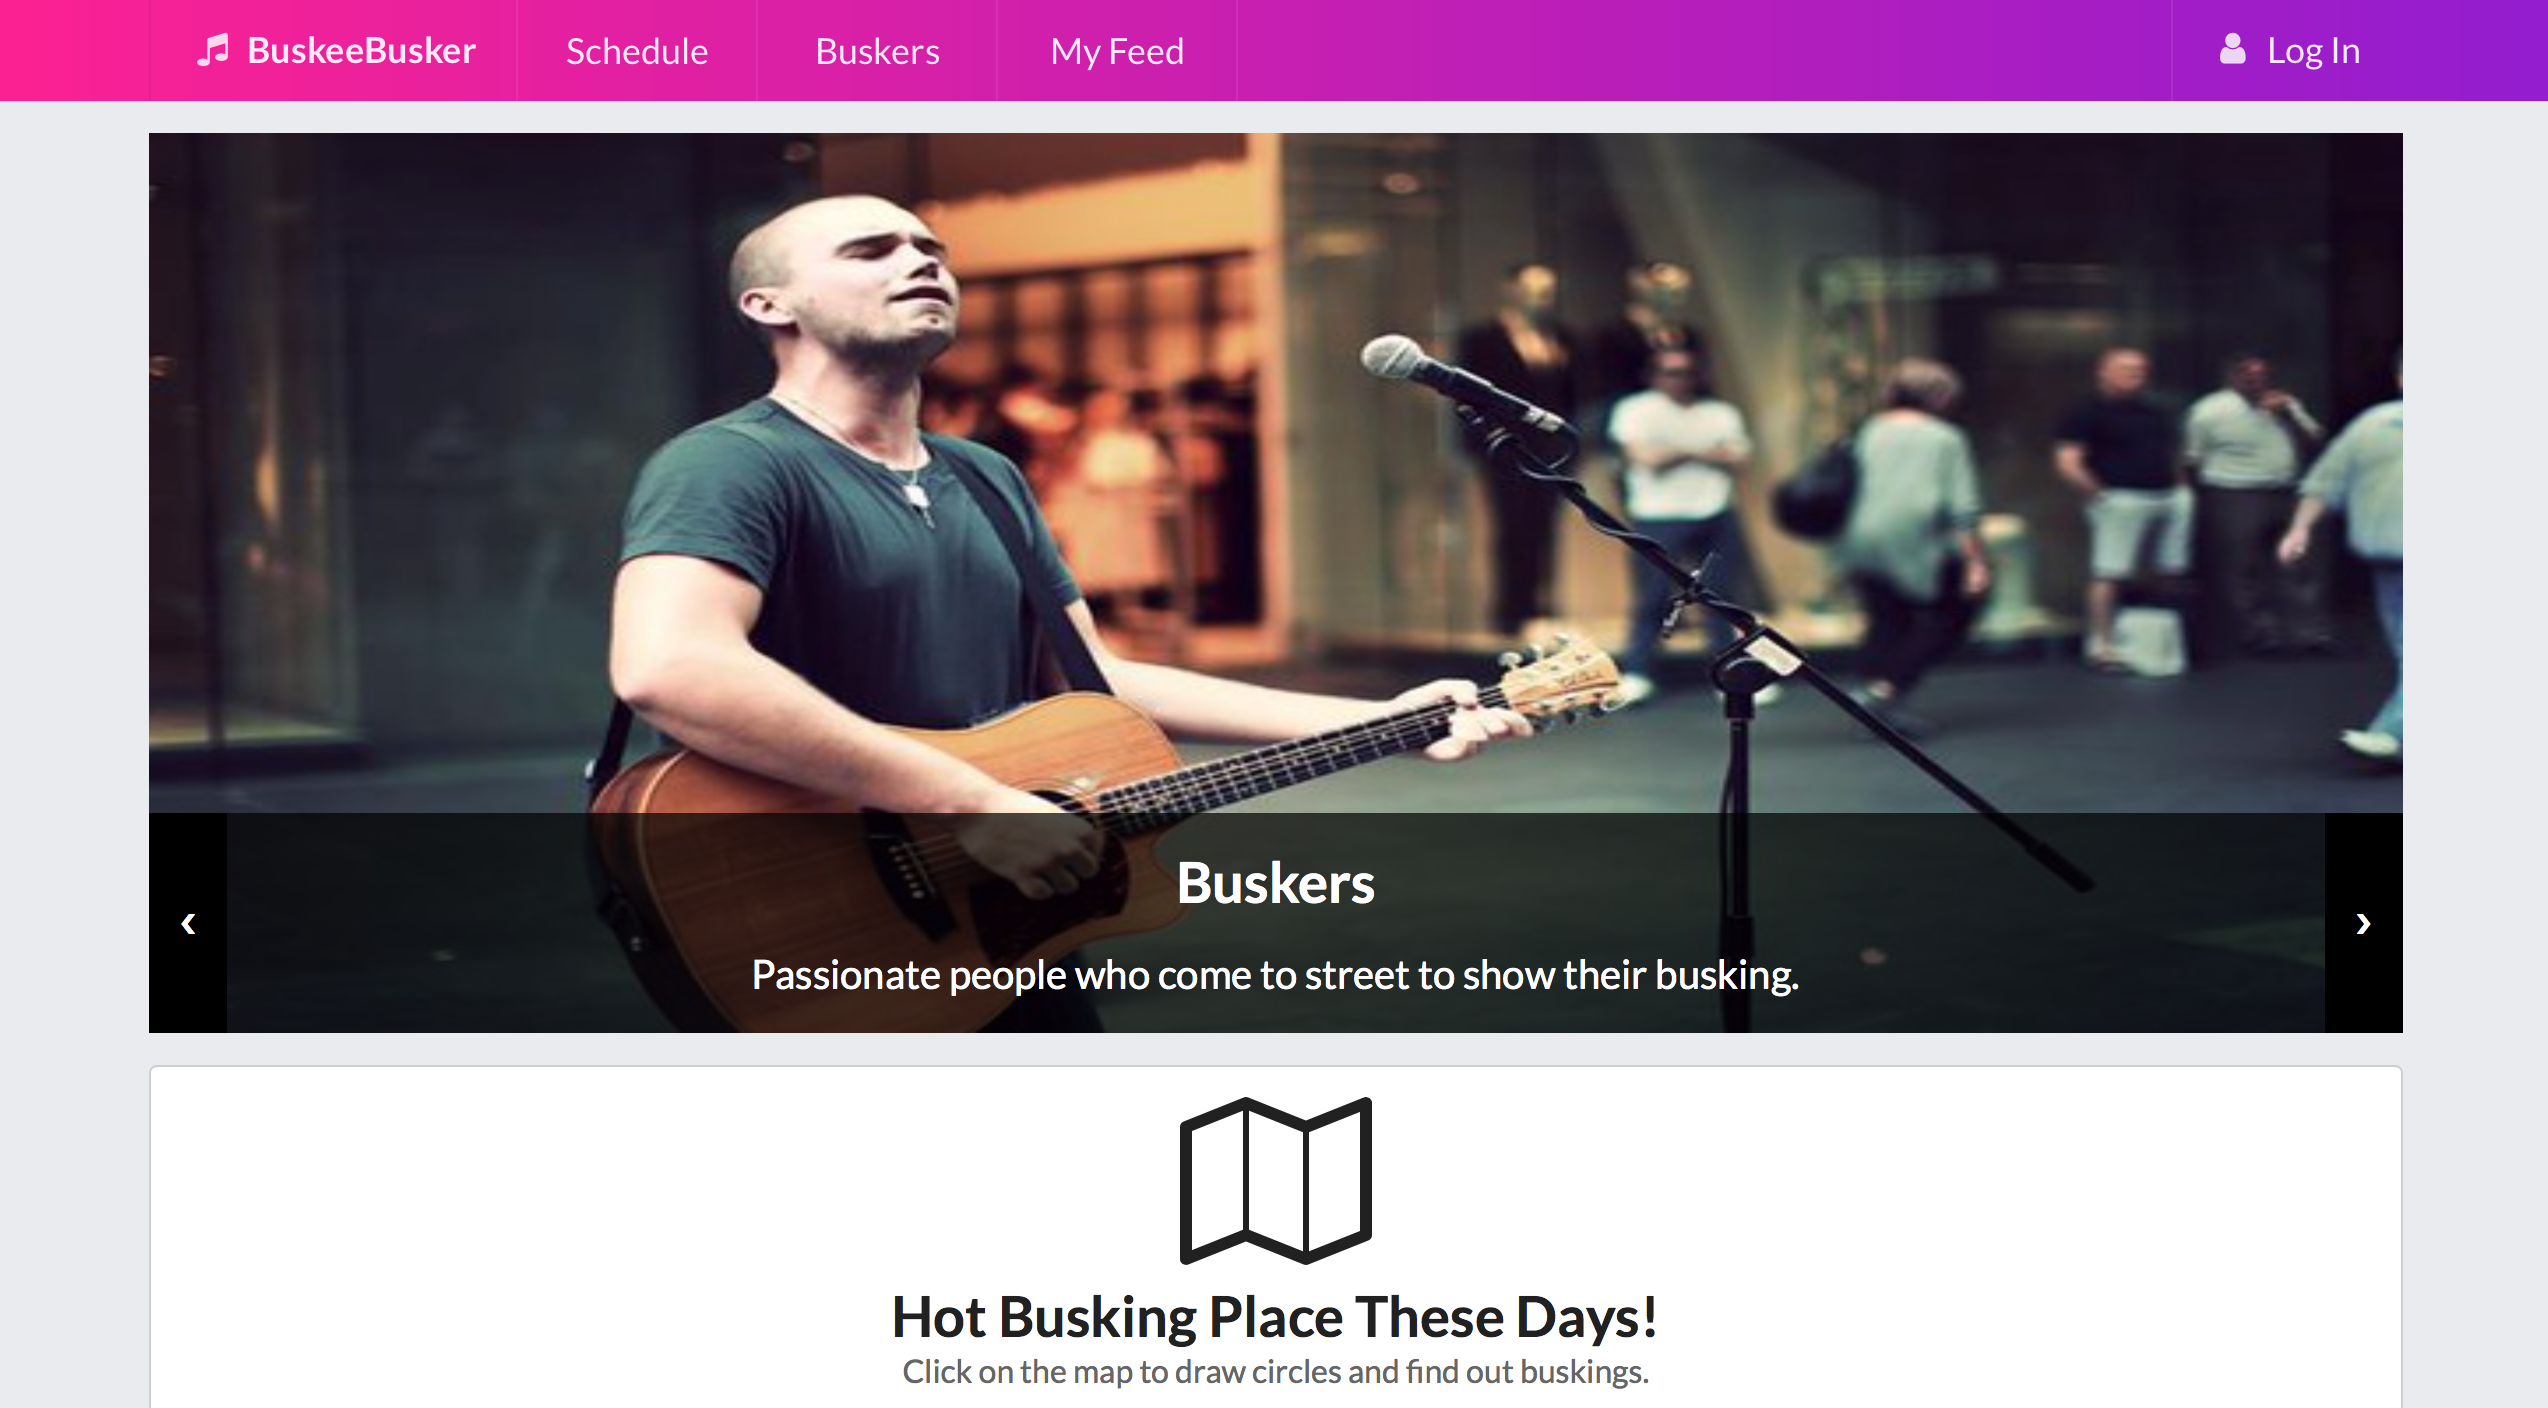 BuskeeBusker
Schedule
Buskers
My Feed
Log In
‹
›
Buskers
Passionate people who come to street to show their busking.
Hot Busking Place These Days!
Click on the map to draw circles and find out buskings.